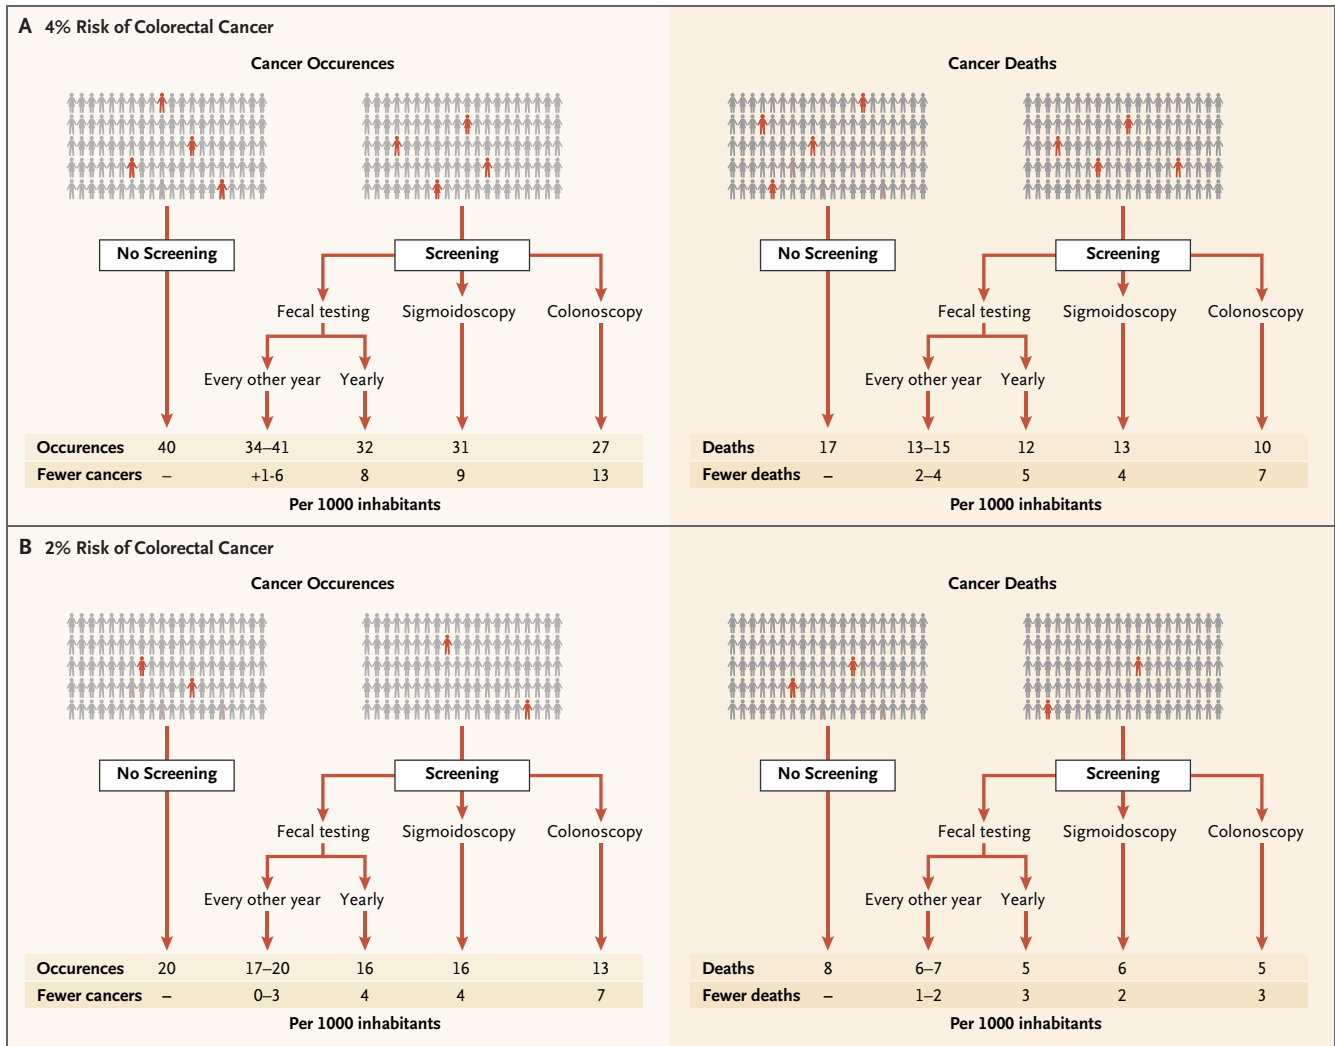 A 4% Risk of Colorectal Cancer
Cancer Occurences
Cancer Deaths
No Screening
Screening
No Screening
Screening
Fecal testing
Sigmoidoscopy
Colonoscopy
Fecal testing
Sigmoidoscopy
Colonoscopy
Every other year
Yearly
Every other year
Yearly
Occurences 40 34–41 32 31 27
Fewer cancers – +1-6 8 9 13
Per 1000 inhabitants
Deaths 17 13–15 12 13 10
Fewer deaths – 2–4 5 4 7
Per 1000 inhabitants
B 2% Risk of Colorectal Cancer
Cancer Occurences
Cancer Deaths
No Screening
Screening
No Screening
Screening
Fecal testing
Sigmoidoscopy
Colonoscopy
Fecal testing
Sigmoidoscopy
Colonoscopy
Every other year
Yearly
Every other year
Yearly
Occurences 20 17–20 16 16 13
Fewer cancers – 0–3 4 4 7
Per 1000 inhabitants
Deaths 8 6–7 5 6 5
Fewer deaths – 1–2 3 2 3
Per 1000 inhabitants